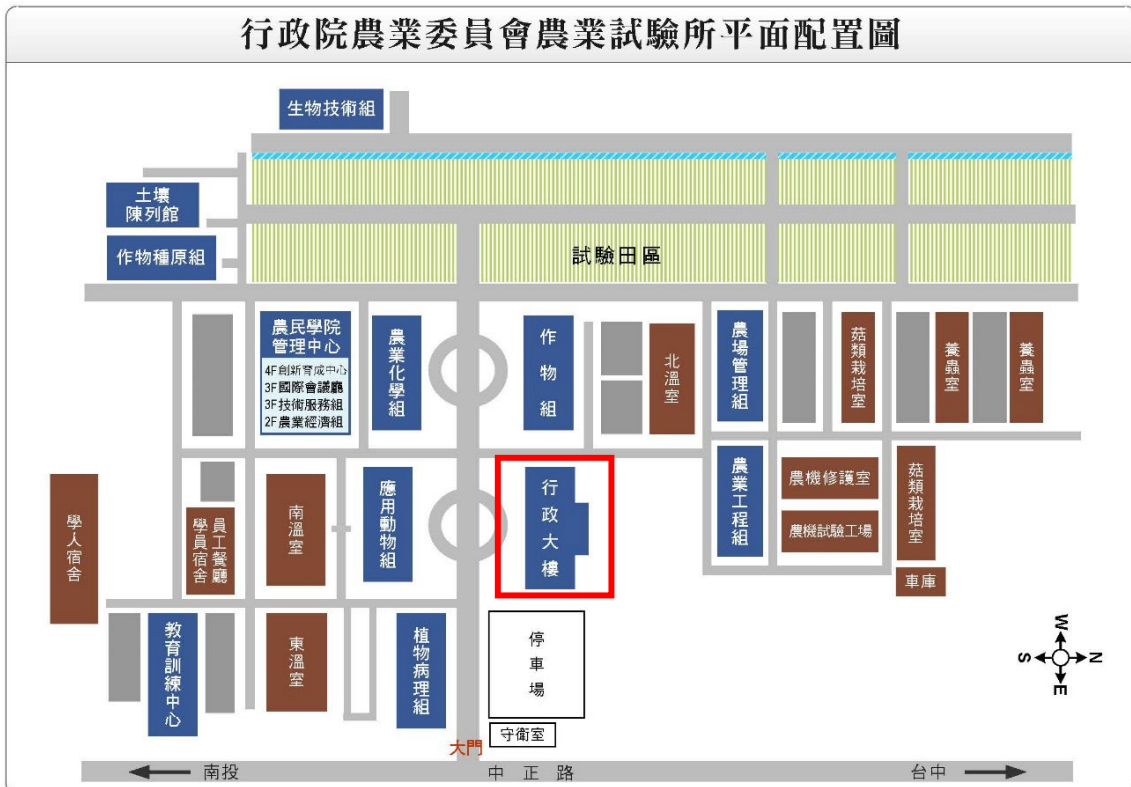 行政院農業委員會農業試驗所平面配置圖
生物技術組
土壤
陳列館
作物種原組
試驗田區
農民學院
管理中心
4F創新育成中心
3F國際會議廳
3F技術服務組
2F農業經濟組
農業化學組
作物組
北溫室
農場管理組
菇類栽培室
養蟲室
養蟲室
學人宿舍
員工餐廳
學員宿舍
南溫室
應用動物組
行政大樓
農業工程組
農機修護室
農機試驗工場
菇類栽培室
車庫
教育訓練中心
東溫室
植物病理組
停車場
守衛室
大門
W
S
N
E
南投
中正路
台中